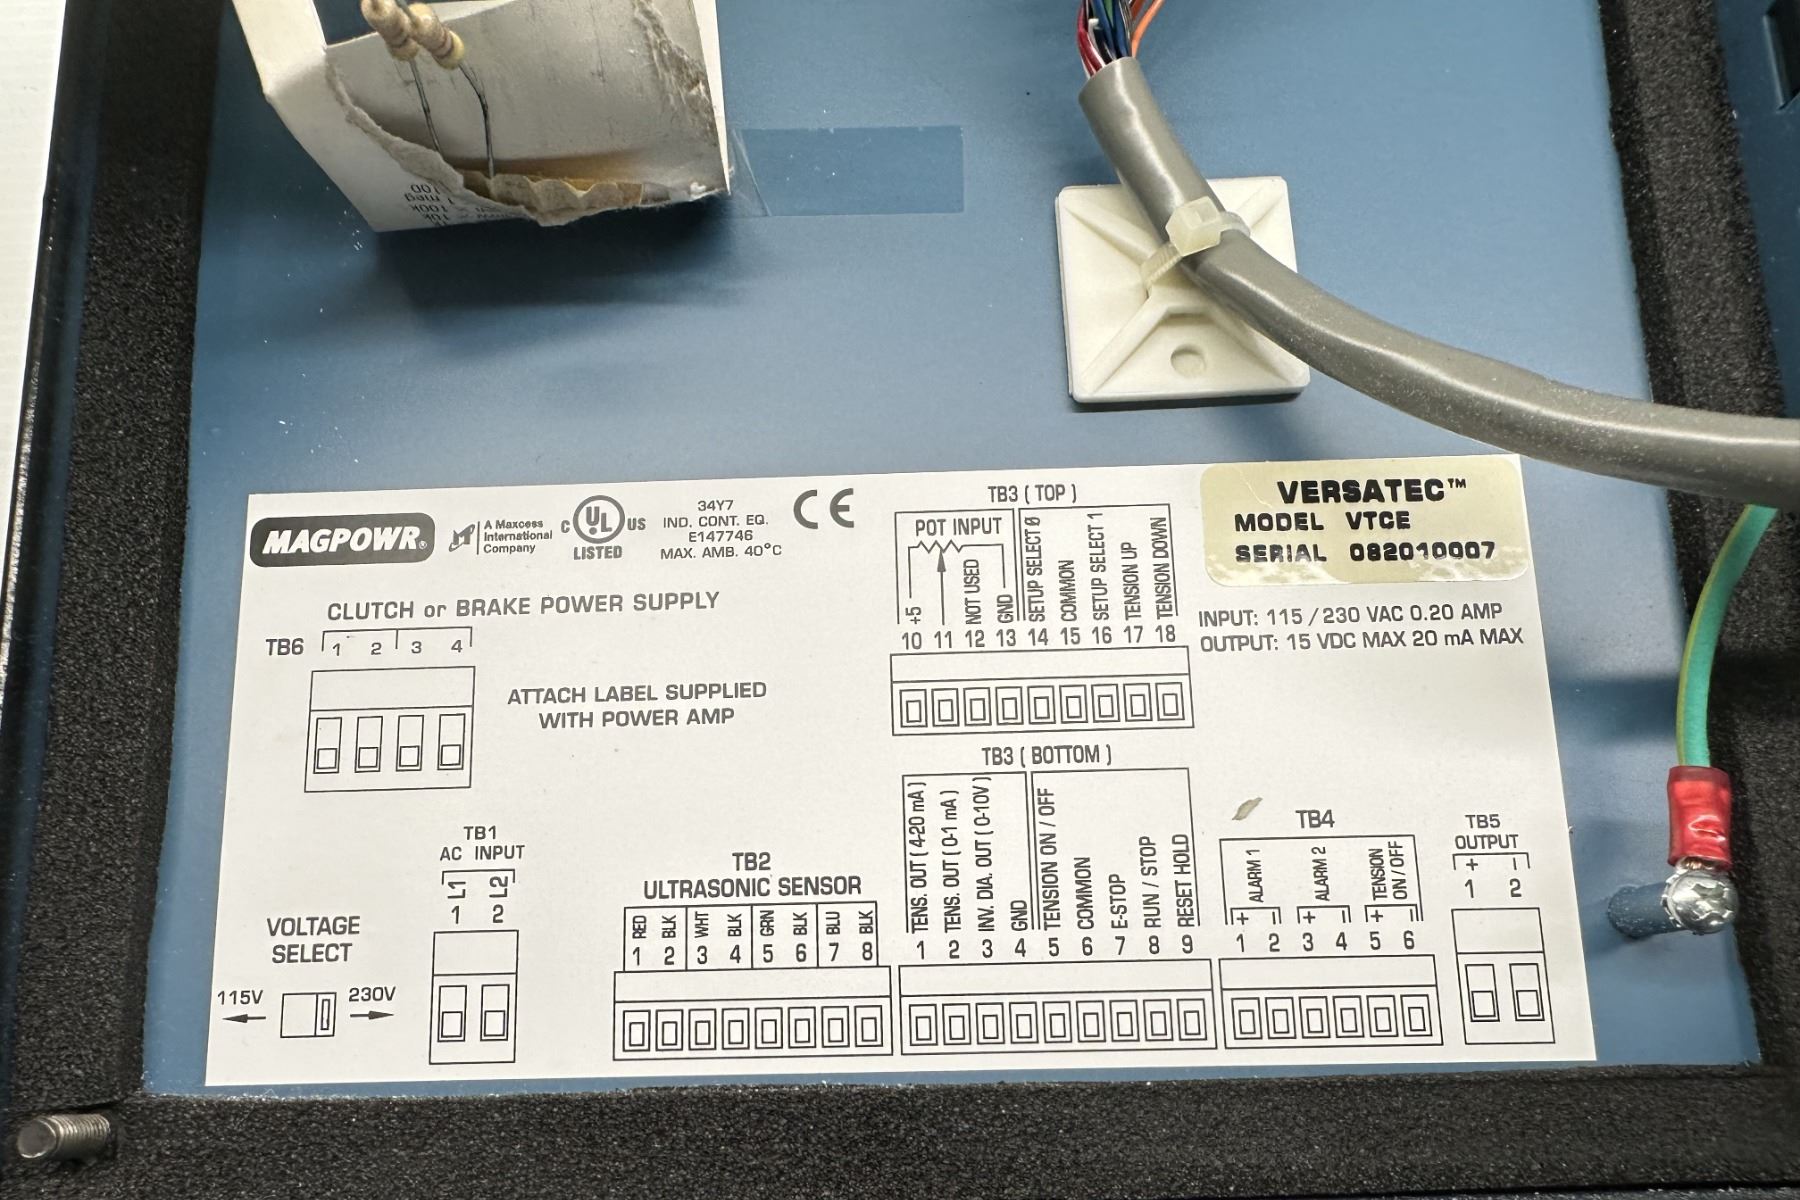 100
1 meg
100k
10k
MAGPOWR®
A Maxcess
International
Company
C UL US
LISTED
34Y7
IND. CONT. EQ.
E147746
MAX. AMB. 40°C
CE
VERSATEC™
MODEL VTCE
SERIAL 082010007
INPUT: 115 / 230 VAC 0.20 AMP
OUTPUT: 15 VDC MAX 20 mA MAX
CLUTCH or BRAKE POWER SUPPLY
TB6 1 2 3 4
ATTACH LABEL SUPPLIED
WITH POWER AMP
TB3 ( TOP )
POT INPUT
+5
NOT USED
GND
SETUP SELECT 0
COMMON
SETUP SELECT 1
TENSION UP
TENSION DOWN
10 11 12 13 14 15 16 17 18
TB3 ( BOTTOM )
TENS. OUT ( 4-20 mA )
TENS. OUT ( 0-1 mA )
INV. DIA. OUT ( 0-10V )
GND
TENSION ON / OFF
COMMON
E-STOP
RUN / STOP
RESET HOLD
1 2 3 4 5 6 7 8 9
VOLTAGE
SELECT
115V 230V
TB1
AC INPUT
L1 L2
1 2
TB2
ULTRASONIC SENSOR
RED BLK WHT BLK GRN BLK BLU BLK
1 2 3 4 5 6 7 8
TB4
ALARM 1
ALARM 2
TENSION
ON / OFF
+ – + – + –
1 2 3 4 5 6
TB5
OUTPUT
+ –
1 2